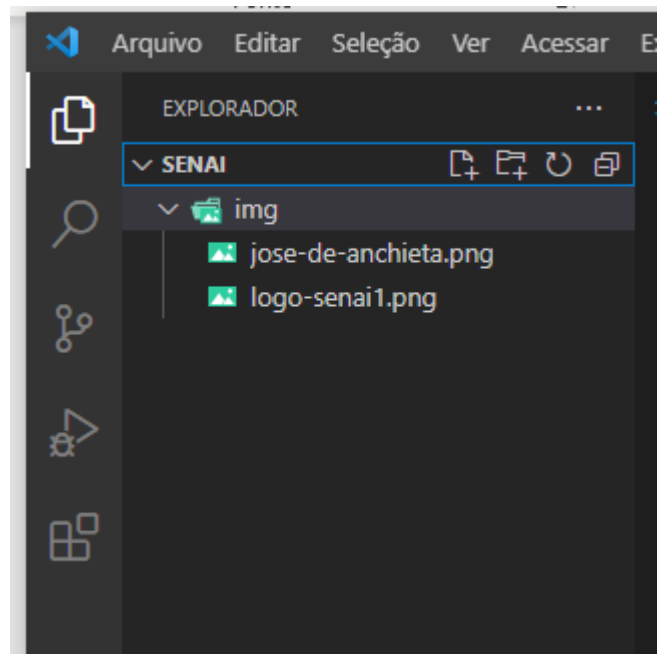 Arquivo Editar Seleção Ver Acessar
EXPLORADOR ...
SENAI
img
jose-de-anchieta.png
logo-senai1.png